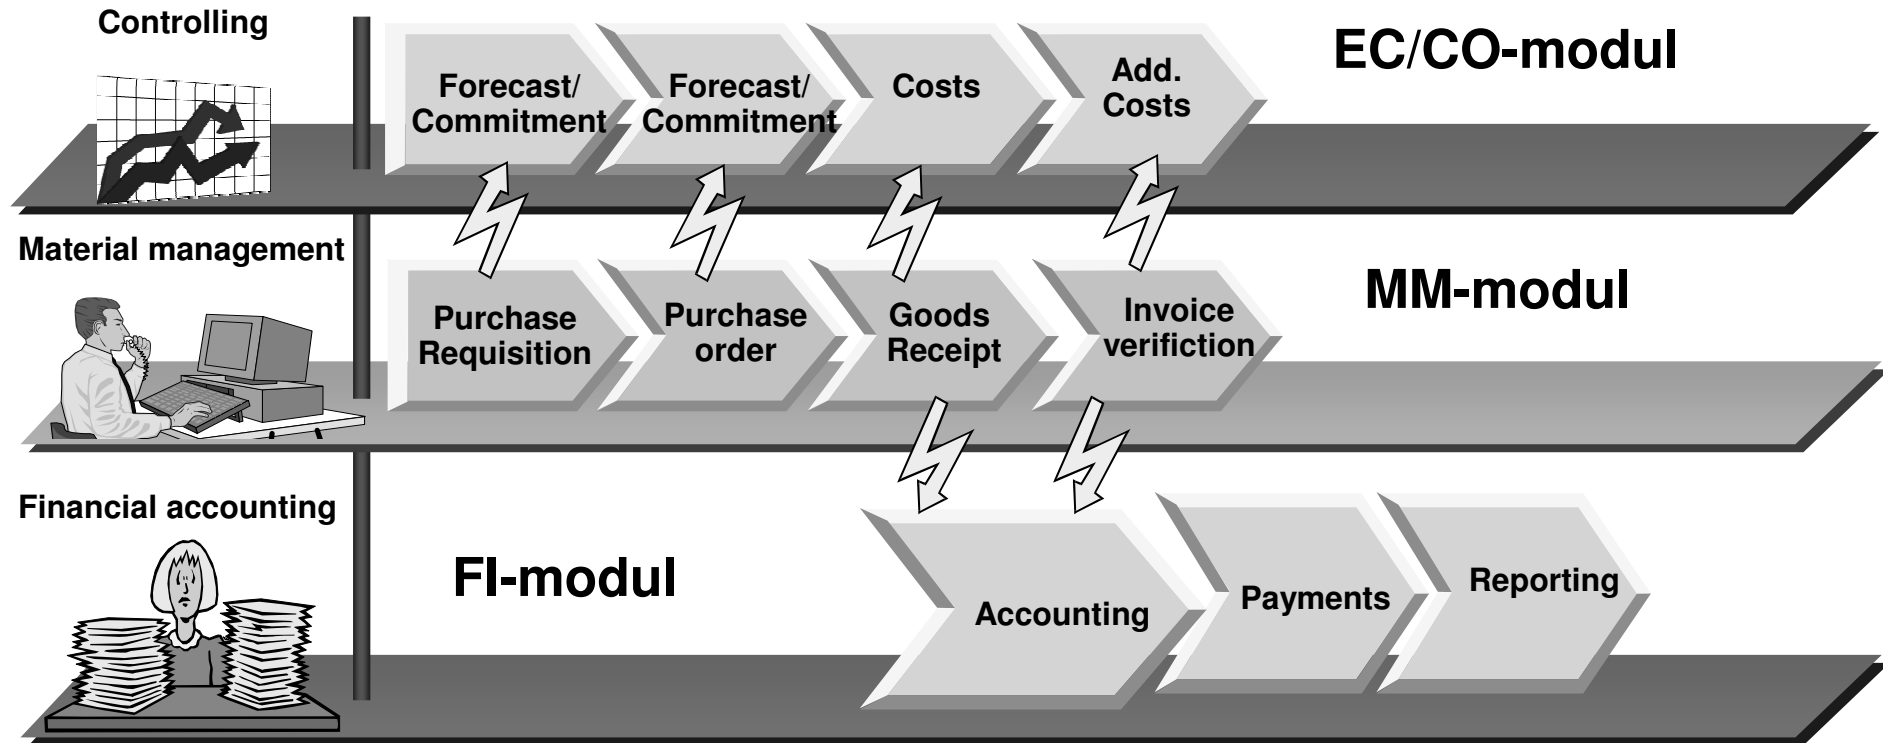 Controlling
Forecast/
Commitment
Forecast/
Commitment
Costs
Add.
Costs
EC/CO-modul
Material management
Purchase
Requisition
Purchase
order
Goods
Receipt
Invoice
verifiction
MM-modul
Financial accounting
FI-modul
Accounting
Payments
Reporting